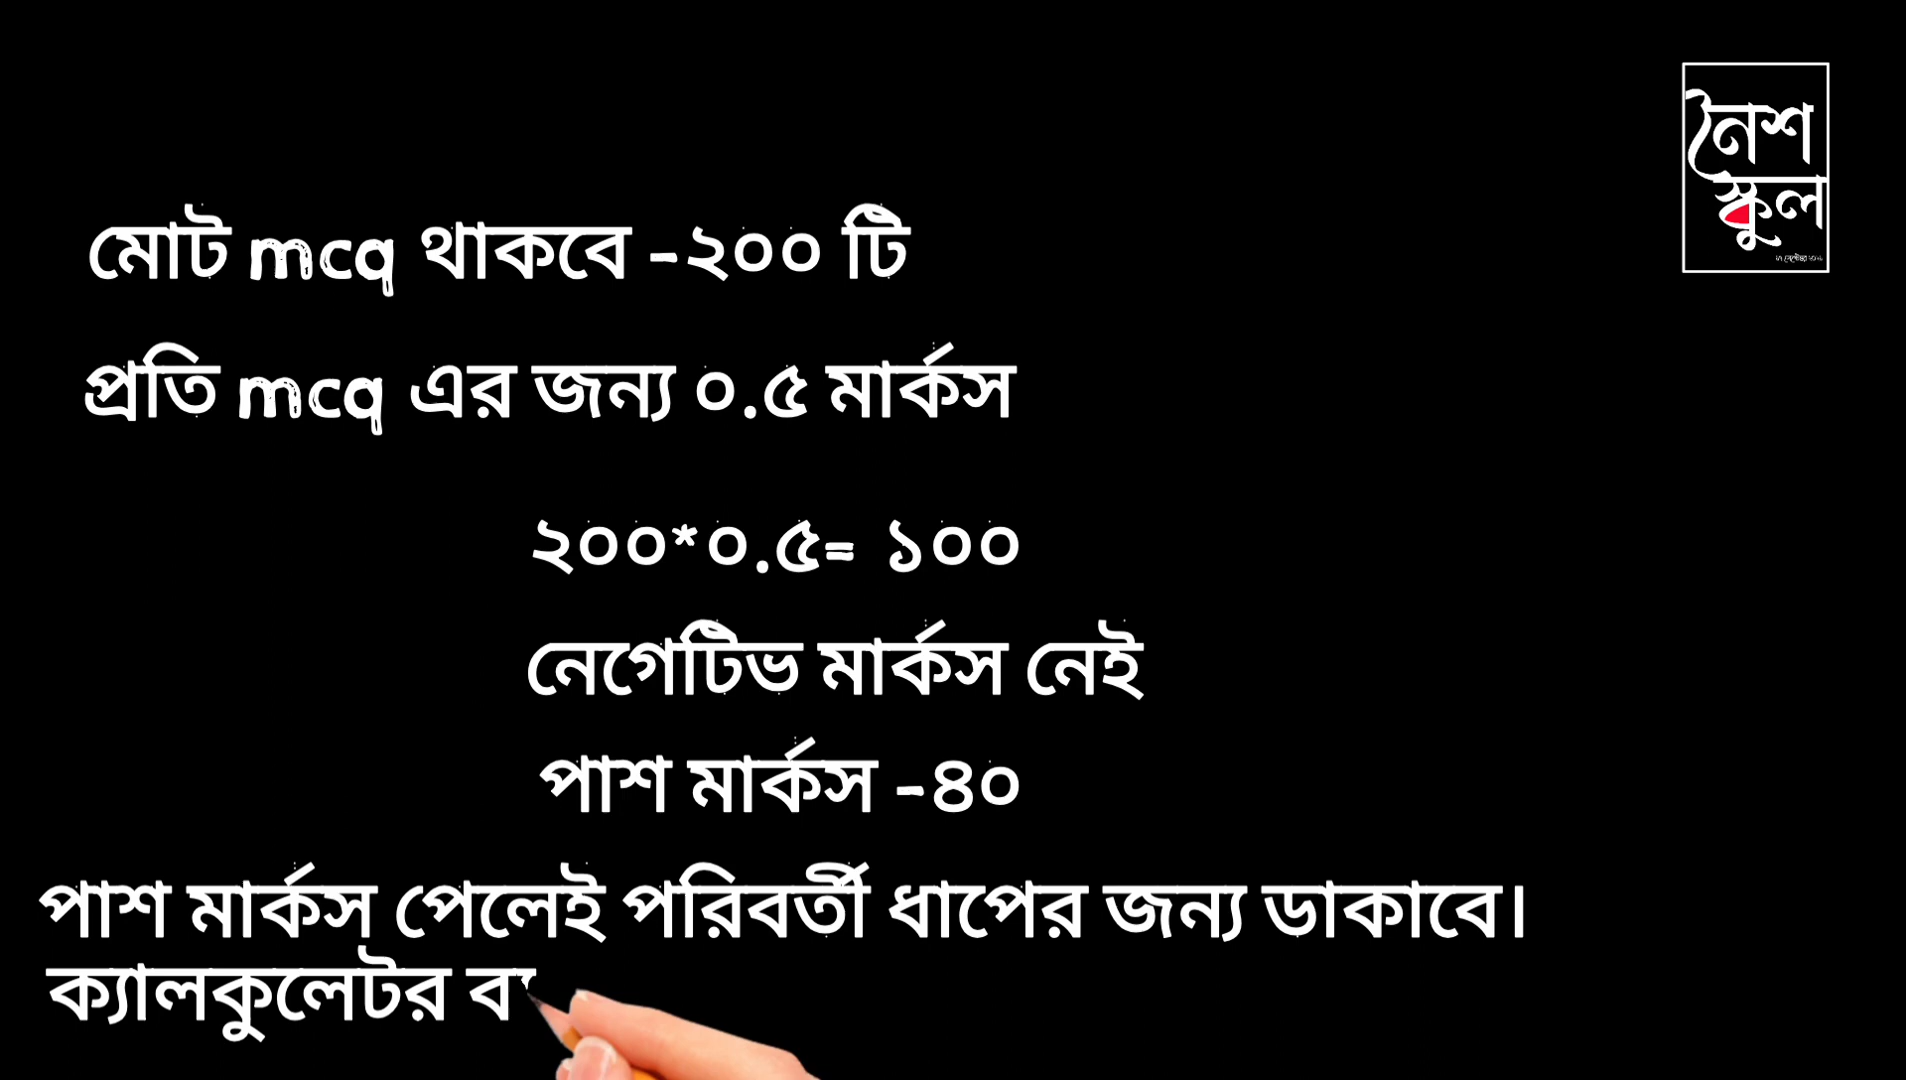 নৈশ
স্কুল
মোট mcq থাকবে -২০০ টি
প্রতি mcq এর জন্য ০.৫ মার্কস
২০০*০.৫= ১০০
নেগেটিভ মার্কস নেই
পাশ মার্কস -৪০
পাশ মার্কস পেলেই পরিবর্তী ধাপের জন্য ডাকাবে।
ক্যালকুলেটর